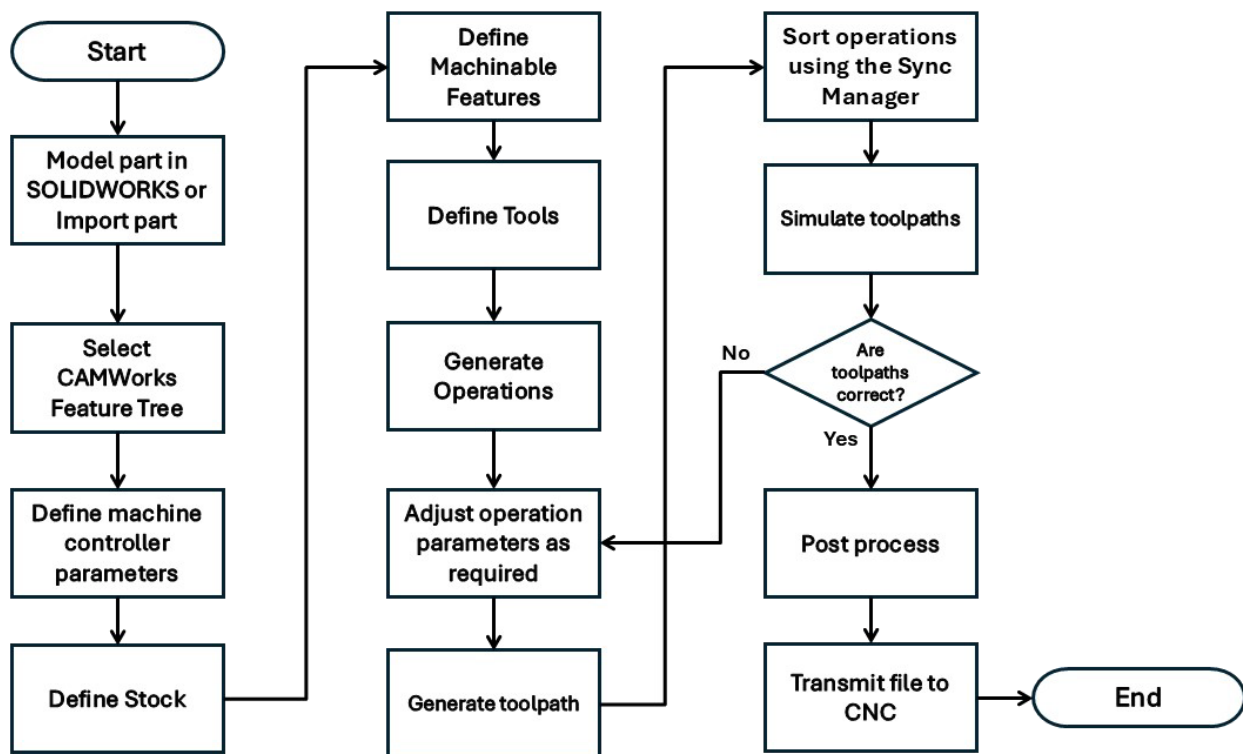 Start
Model part in
SOLIDWORKS or
Import part
Select
CAMWorks
Feature Tree
Define machine
controller
parameters
Define Stock
Define
Machinable
Features
Define Tools
Generate
Operations
Adjust operation
parameters as
required
Generate toolpath
Sort operations
using the Sync
Manager
Simulate toolpaths
Are
toolpaths
correct?
No
Yes
Post process
Transmit file to
CNC
End